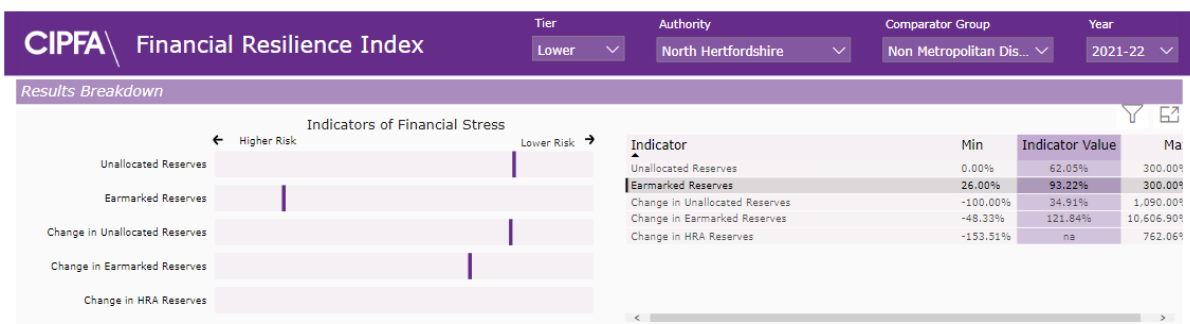 CIPFA\ Financial Resilience Index
Tier
Lower
Authority
North Hertfordshire
Comparator Group
Non Metropolitan Dis...
Year
2021-22
Results Breakdown
Indicators of Financial Stress
← Higher Risk
Lower Risk →
Unallocated Reserves
Earmarked Reserves
Change in Unallocated Reserves
Change in Earmarked Reserves
Change in HRA Reserves
Indicator Min Indicator Value Ma
Unallocated Reserves 0.00% 62.05% 300.00%
Earmarked Reserves 26.00% 93.22% 300.00%
Change in Unallocated Reserves -100.00% 34.91% 1,090.00%
Change in Earmarked Reserves -48.33% 121.84% 10,606.90%
Change in HRA Reserves -153.51% na 762.06%